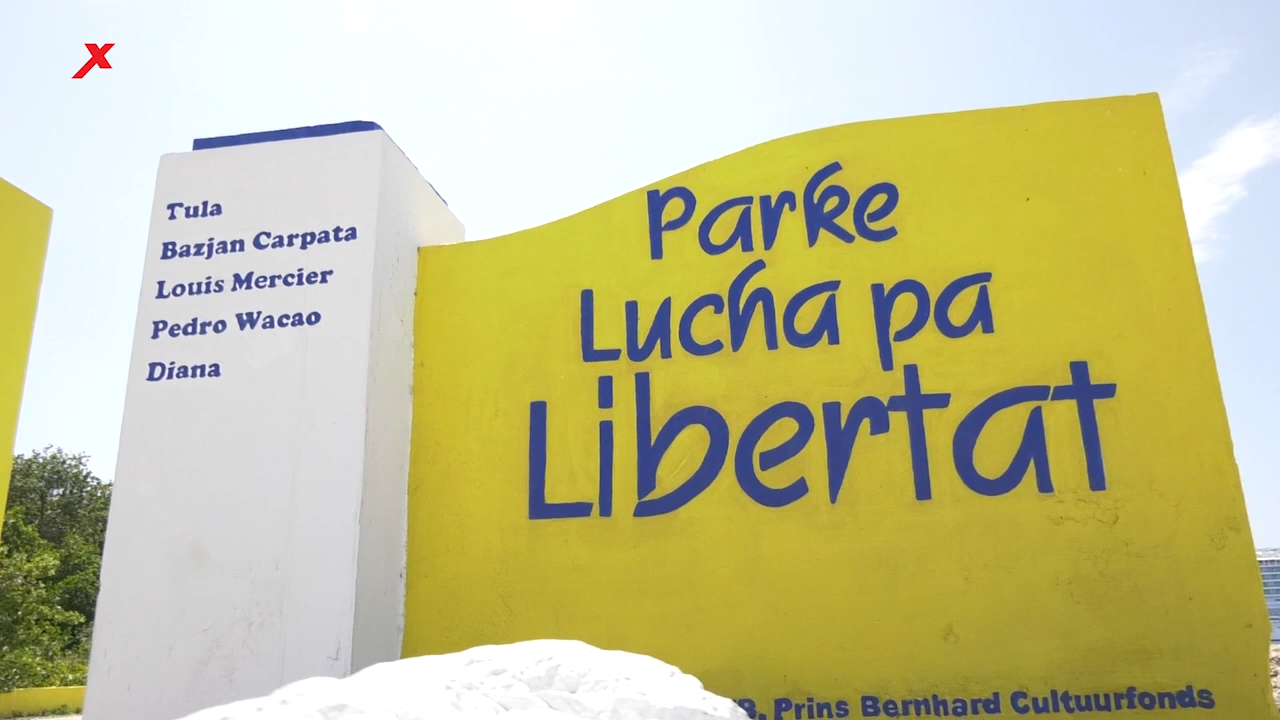 X
Tula
Bazjan Carpata
Louis Mercier
Pedro Wacao
Diana
Parke
Lucha pa
Libertat
Prins Bernhard Cultuurfonds